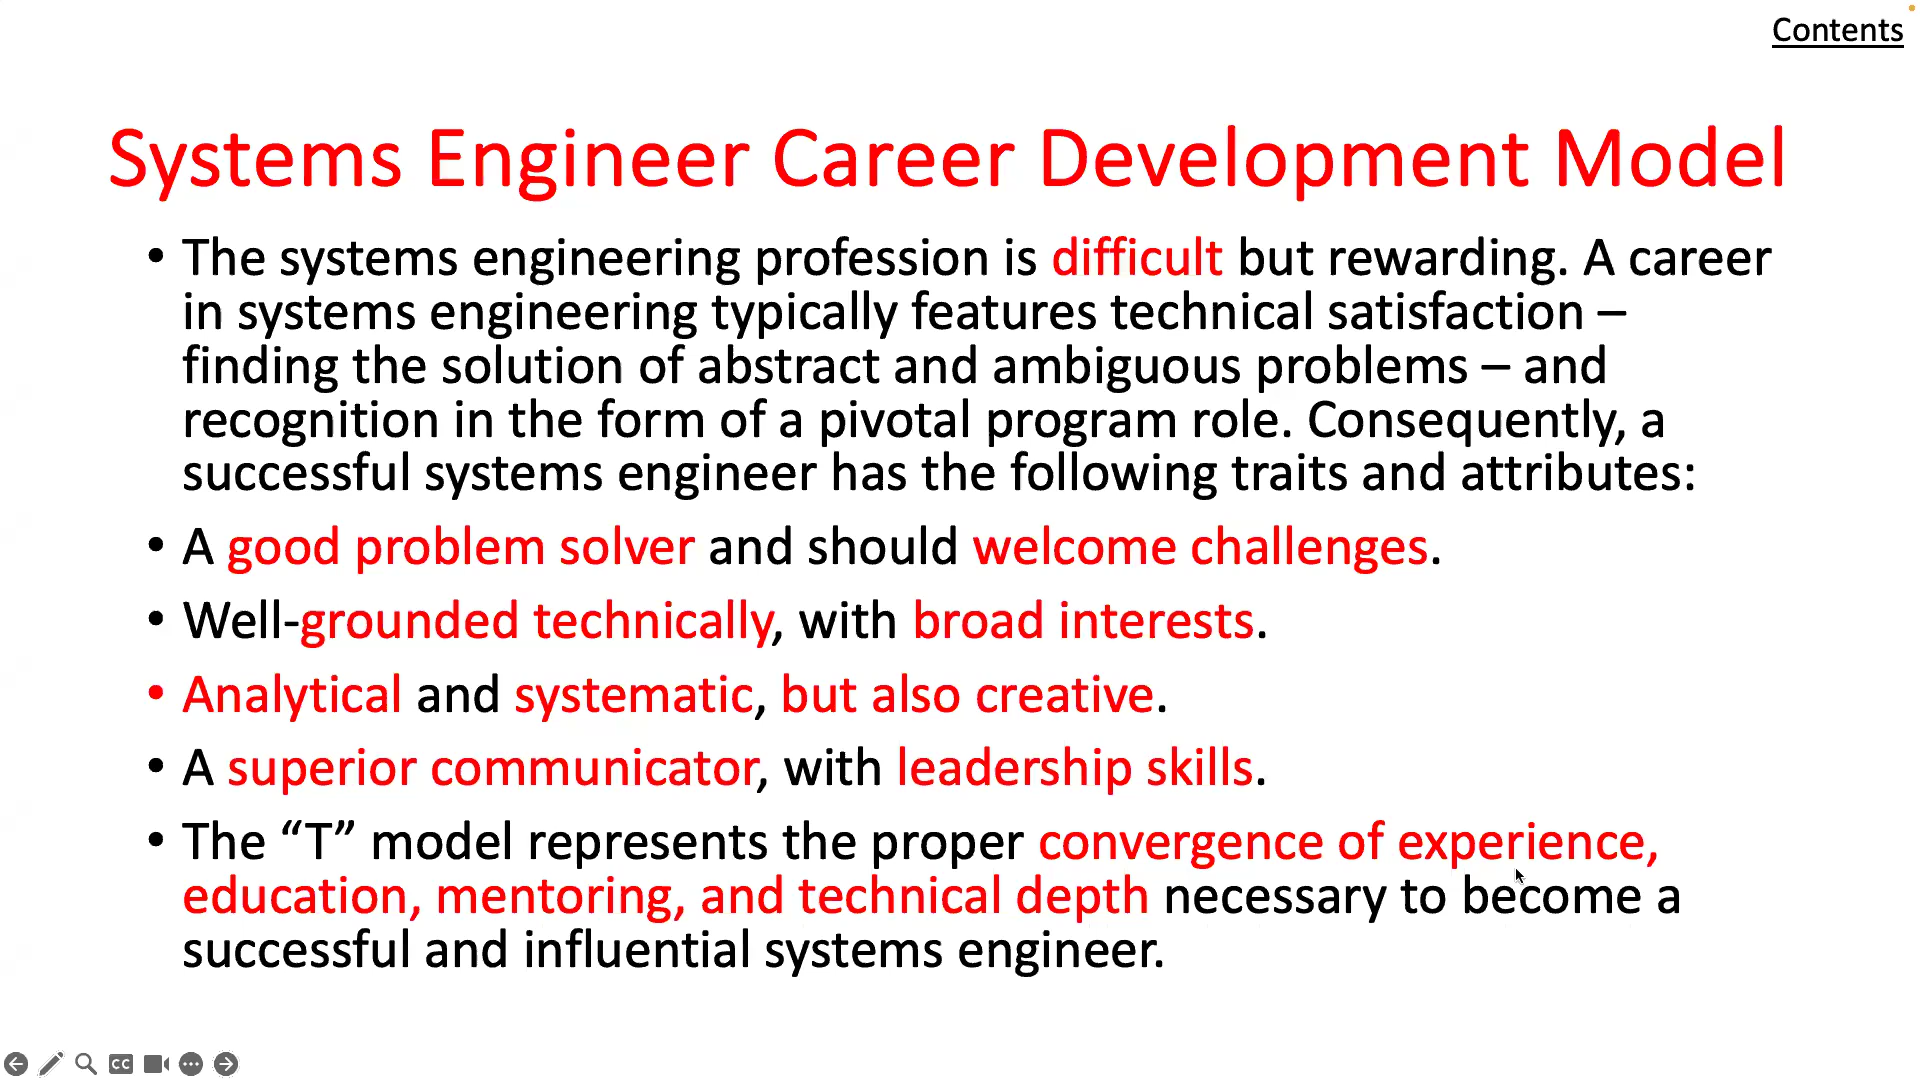 Contents
Systems Engineer Career Development Model
• The systems engineering profession is difficult but rewarding. A career
in systems engineering typically features technical satisfaction –
finding the solution of abstract and ambiguous problems – and
recognition in the form of a pivotal program role. Consequently, a
successful systems engineer has the following traits and attributes:
• A good problem solver and should welcome challenges.
• Well-grounded technically, with broad interests.
• Analytical and systematic, but also creative.
• A superior communicator, with leadership skills.
• The “T” model represents the proper convergence of experience,
education, mentoring, and technical depth necessary to become a
successful and influential systems engineer.
CC